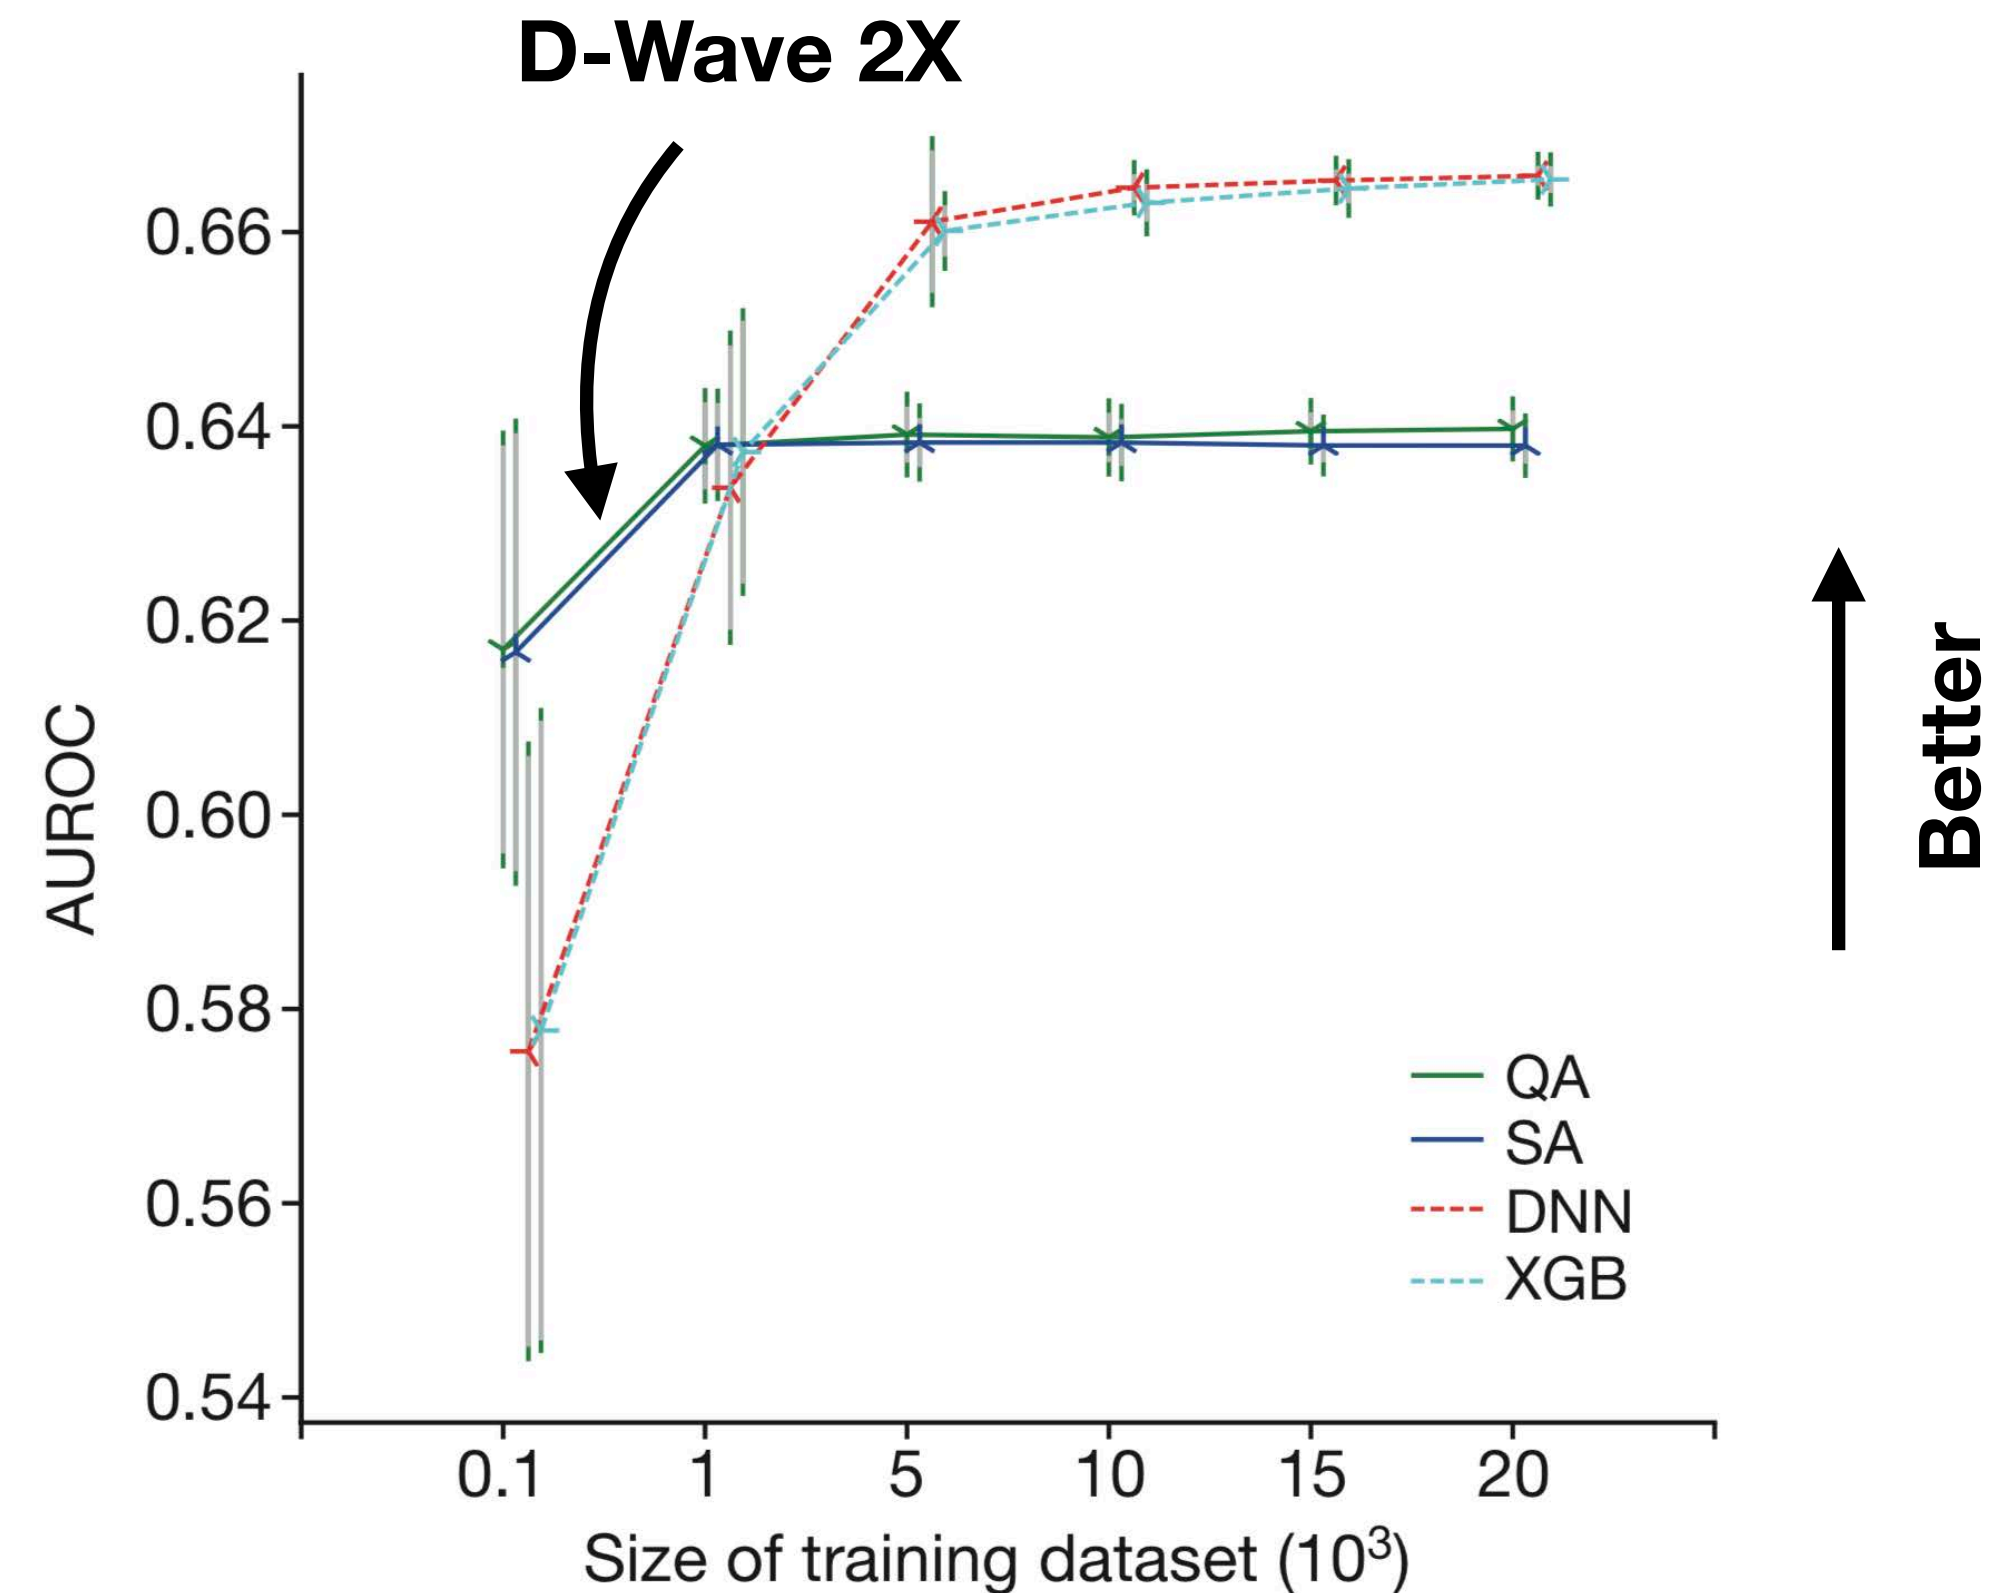 D-Wave 2X
0.66
0.64
0.62
0.60
0.58
0.56
0.54
AUROC
Better
QA
SA
DNN
XGB
0.1 1 5 10 15 20
Size of training dataset (10³)